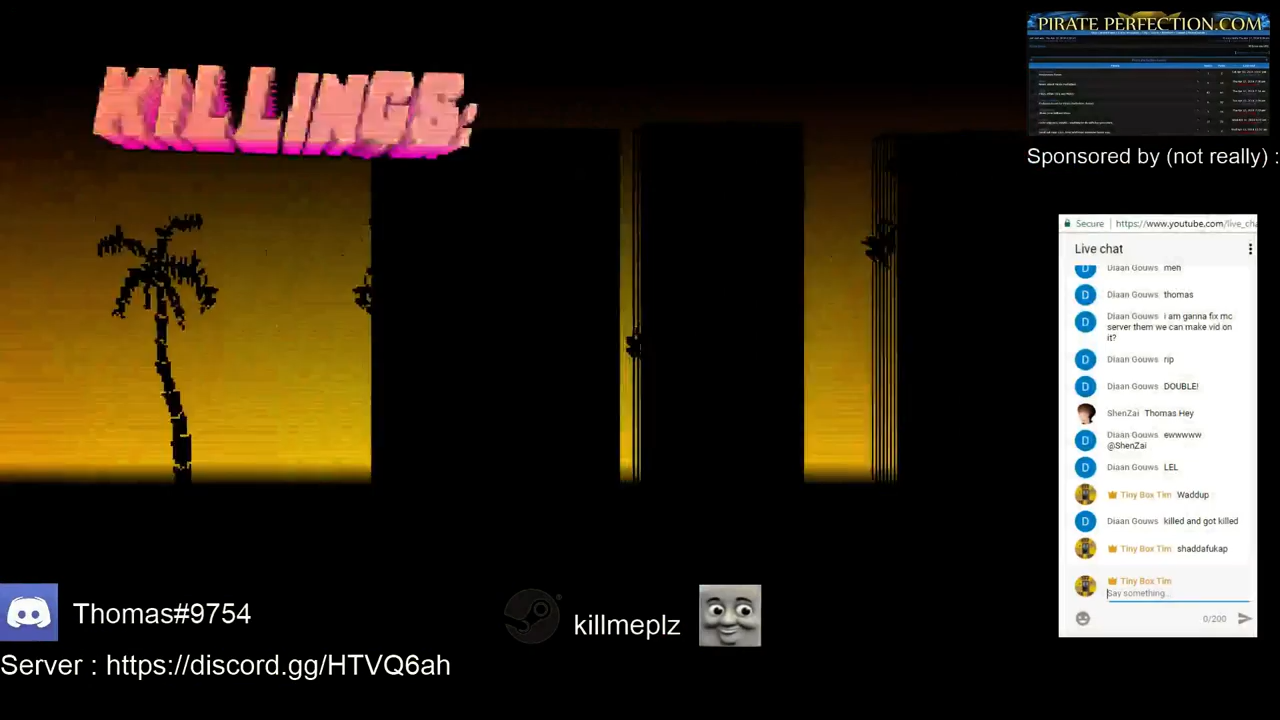 KILLINGS:
PIRATE PERFECTION.COM
Sponsored by (not really) :
Secure | https://www.youtube.com/live_cha
Live chat
Diaan Gouws meh
Diaan Gouws thomas
Diaan Gouws i am ganna fix mc
server them we can make vid on
it?
Diaan Gouws rip
Diaan Gouws DOUBLE!
ShenZai Thomas Hey
Diaan Gouws ewwwww
@ShenZai
Diaan Gouws LEL
Tiny Box Tim Waddup
Diaan Gouws killed and got killed
Tiny Box Tim shaddafukap
Tiny Box Tim
Say something...
0/200
Thomas#9754
killmeplz
Server : https://discord.gg/HTVQ6ah